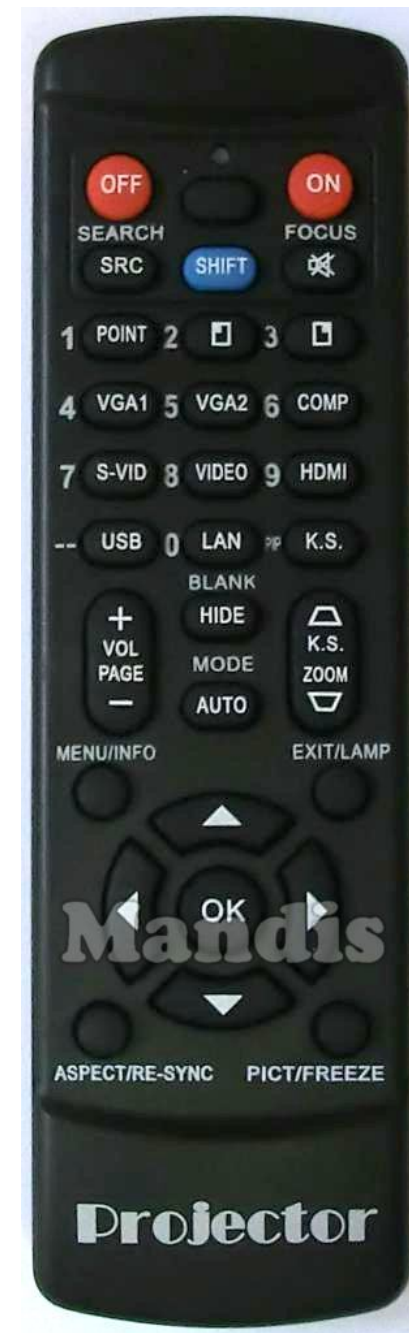 OFF ON
SEARCH FOCUS
SRC SHIFT
1 POINT 2 3
4 VGA1 5 VGA2 6 COMP
7 S-VID 8 VIDEO 9 HDMI
-- USB 0 LAN PIP K.S.
BLANK
+ HIDE
VOL K.S.
PAGE MODE ZOOM
- AUTO
MENU/INFO EXIT/LAMP
OK
Mandis
ASPECT/RE-SYNC PICT/FREEZE
Projector